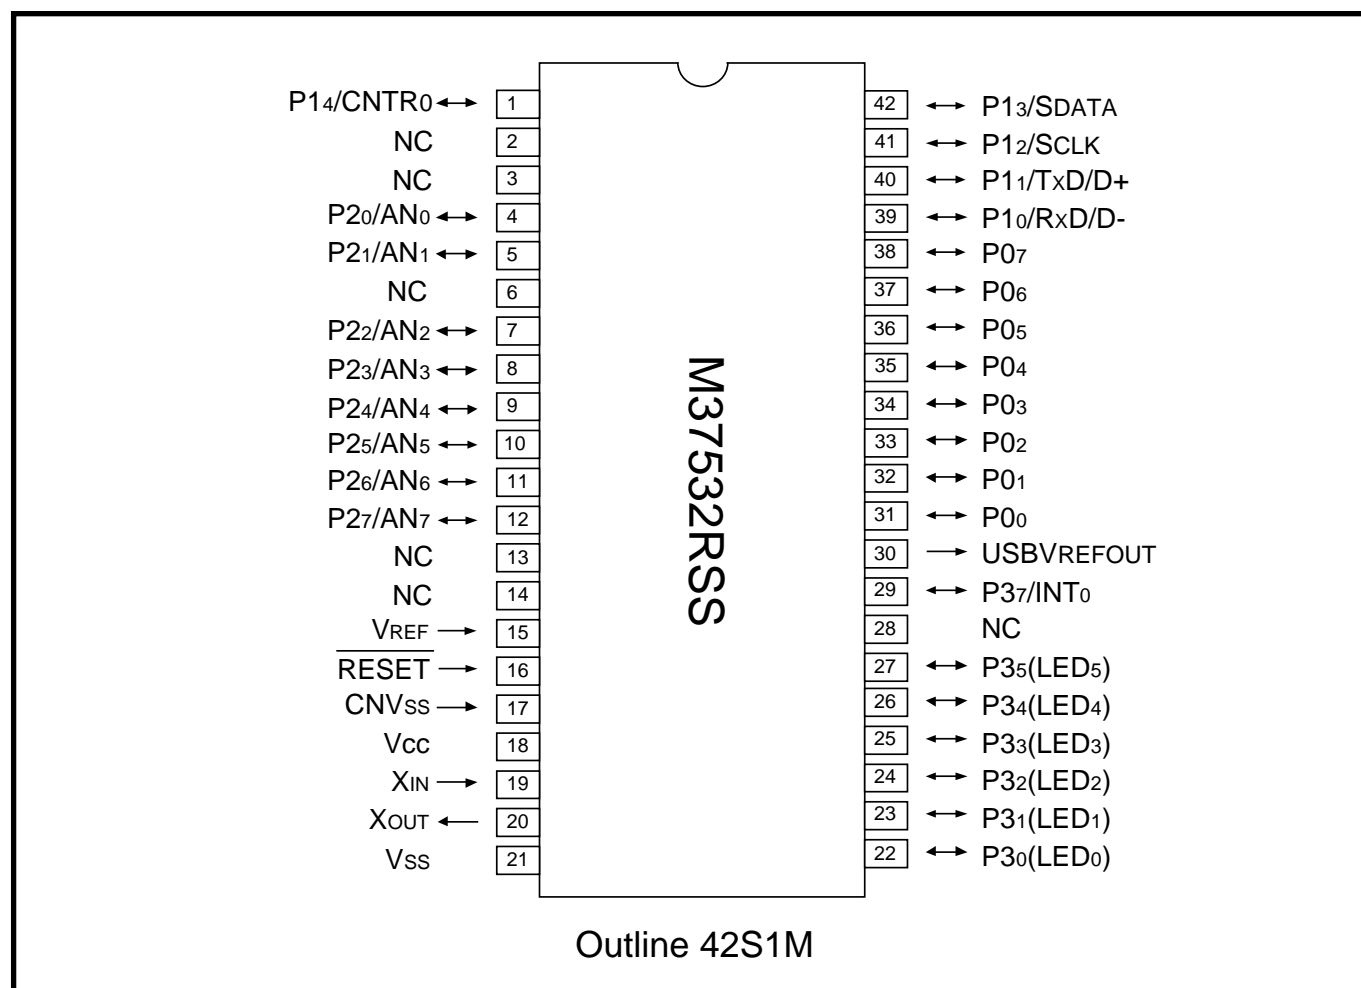 P14/CNTR0 1
NC 2
NC 3
P20/AN0 4
P21/AN1 5
NC 6
P22/AN2 7
P23/AN3 8
P24/AN4 9
P25/AN5 10
P26/AN6 11
P27/AN7 12
NC 13
NC 14
VREF 15
RESET 16
CNVSS 17
Vcc 18
XIN 19
XOUT 20
VSS 21
M37532RSS
42 P13/SDATA
41 P12/SCLK
40 P11/TXD/D+
39 P10/RXD/D-
38 P07
37 P06
36 P05
35 P04
34 P03
33 P02
32 P01
31 P00
30 USBVREFOUT
29 P37/INT0
28 NC
27 P35(LED5)
26 P34(LED4)
25 P33(LED3)
24 P32(LED2)
23 P31(LED1)
22 P30(LED0)
Outline 42S1M